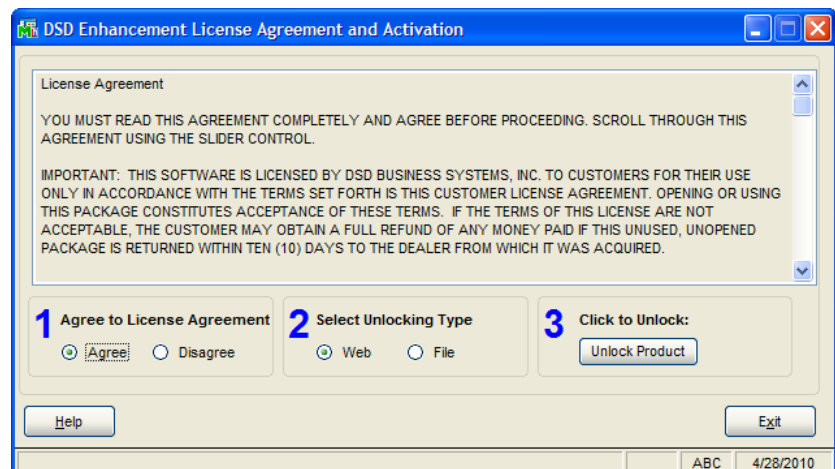 DSD Enhancement License Agreement and Activation
License Agreement
YOU MUST READ THIS AGREEMENT COMPLETELY AND AGREE BEFORE PROCEEDING. SCROLL THROUGH THIS
AGREEMENT USING THE SLIDER CONTROL.
IMPORTANT: THIS SOFTWARE IS LICENSED BY DSD BUSINESS SYSTEMS, INC. TO CUSTOMERS FOR THEIR USE
ONLY IN ACCORDANCE WITH THE TERMS SET FORTH IS THIS CUSTOMER LICENSE AGREEMENT. OPENING OR USING
THIS PACKAGE CONSTITUTES ACCEPTANCE OF THESE TERMS. IF THE TERMS OF THIS LICENSE ARE NOT
ACCEPTABLE, THE CUSTOMER MAY OBTAIN A FULL REFUND OF ANY MONEY PAID IF THIS UNUSED, UNOPENED
PACKAGE IS RETURNED WITHIN TEN (10) DAYS TO THE DEALER FROM WHICH IT WAS ACQUIRED.
1 Agree to License Agreement
Agree Disagree
2 Select Unlocking Type
Web File
3 Click to Unlock:
Unlock Product
Help Exit
ABC 4/28/2010